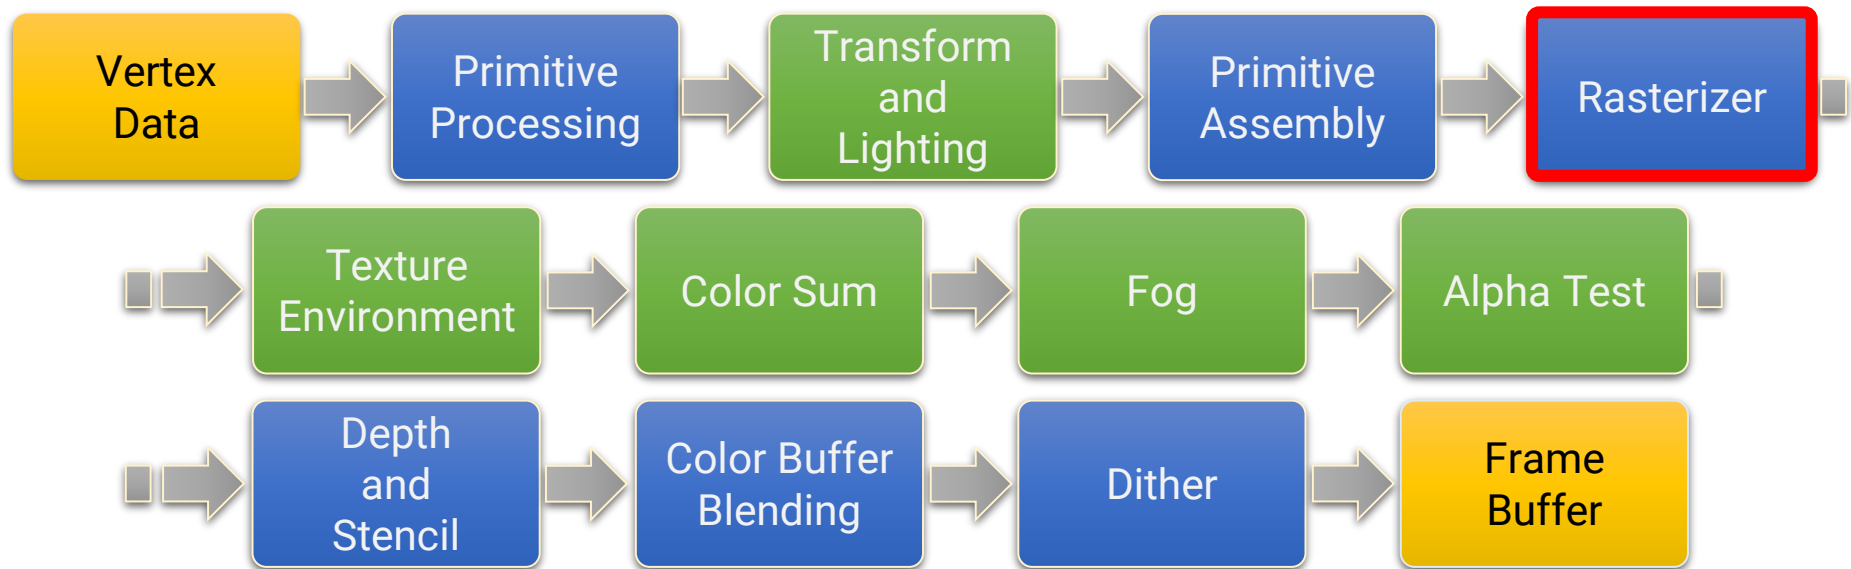 Vertex
Data
Primitive
Processing
Transform
and
Lighting
Primitive
Assembly
Rasterizer
Texture
Environment
Color Sum
Fog
Alpha Test
Depth
and
Stencil
Color Buffer
Blending
Dither
Frame
Buffer